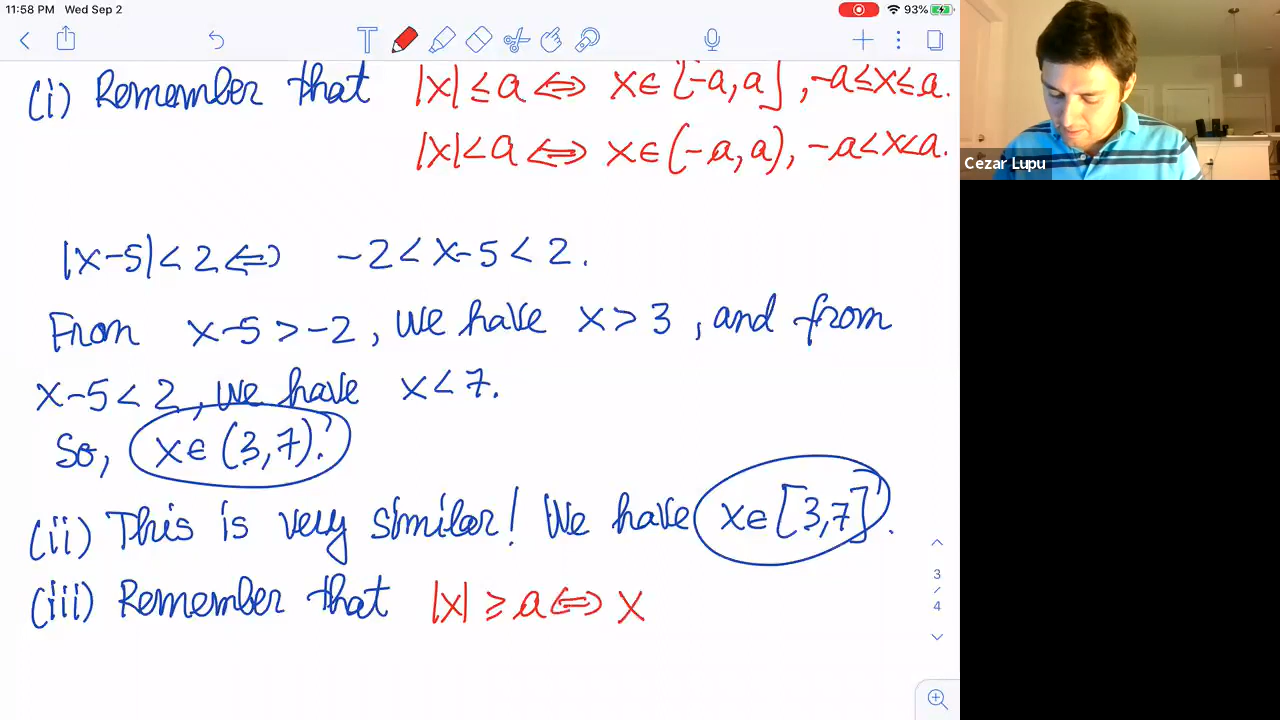 11:58 PM Wed Sep 2
93%
(i) Remember that |x| ≤ a ⟺ x ∈ [-a, a], -a ≤ x ≤ a.
|x| < a ⟺ x ∈ (-a, a), -a < x < a.
Cezar Lupu
|x-5| < 2 ⟺ -2 < x-5 < 2.
From x-5 > -2, we have x > 3, and from
x-5 < 2, we have x < 7.
So, x ∈ (3, 7).
(ii) This is very similar! We have x ∈ [3, 7].
(iii) Remember that |x| ≥ a ⟺ x
3
/
4